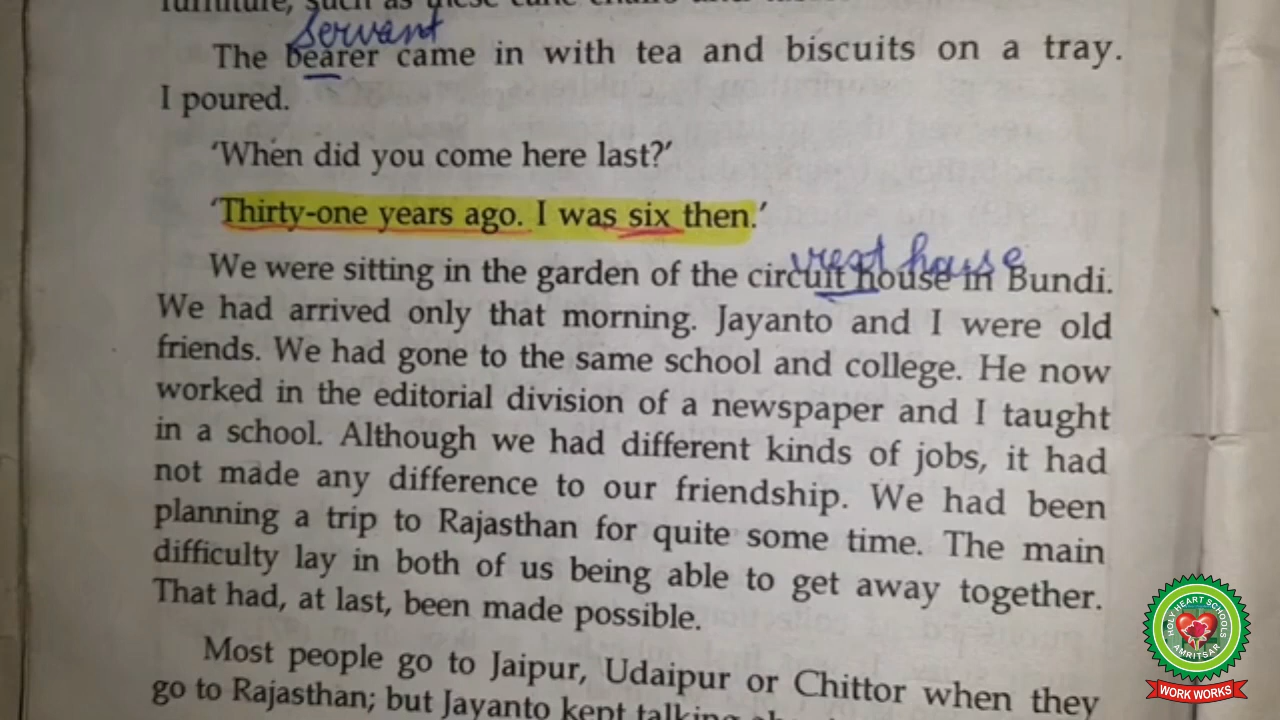 furniture, such as these cane chairs and
servant
The bearer came in with tea and biscuits on a tray.
I poured.
'When did you come here last?'
'Thirty-one years ago. I was six then.'
rest house
We were sitting in the garden of the circuit house in Bundi.
We had arrived only that morning. Jayanto and I were old
friends. We had gone to the same school and college. He now
worked in the editorial division of a newspaper and I taught
in a school. Although we had different kinds of jobs, it had
not made any difference to our friendship. We had been
planning a trip to Rajasthan for quite some time. The main
difficulty lay in both of us being able to get away together.
That had, at last, been made possible.
Most people go to Jaipur, Udaipur or Chittor when they
go to Rajasthan; but Jayanto kept talking
HOLY HEART SCHOOLS
AMRITSAR
WORK WORKS